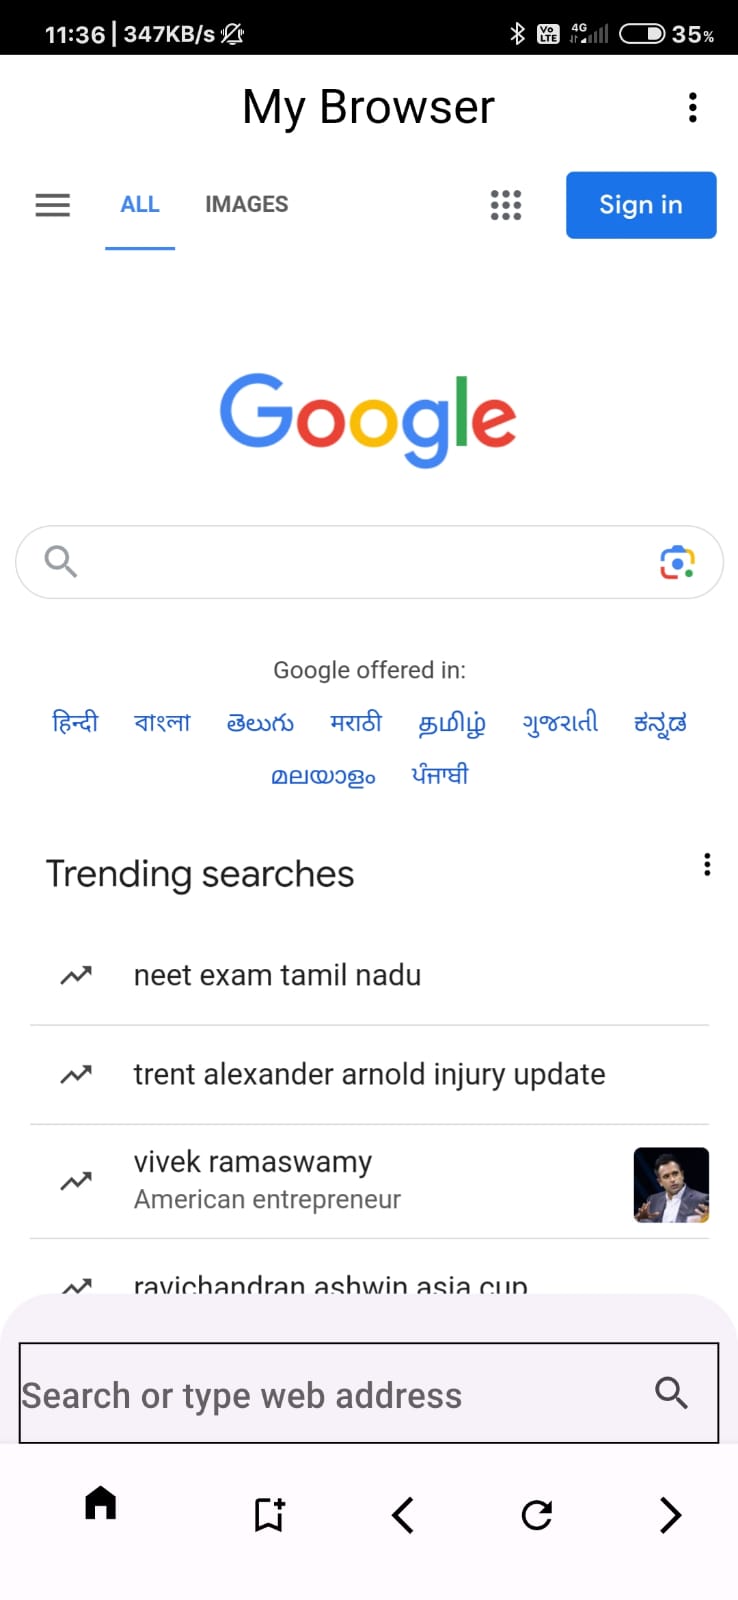 11:36 | 347KB/s
Vo LTE 4G 35%
My Browser
ALL IMAGES Sign in
Google
Google offered in:
हिन्दी বাংলা తెలుగు मराठी தமிழ் ગુજરાતી ಕನ್ನಡ
മലയാളം ਪੰਜਾਬੀ
Trending searches
neet exam tamil nadu
trent alexander arnold injury update
vivek ramaswamy
American entrepreneur
ravichandran ashwin asia cup
Search or type web address